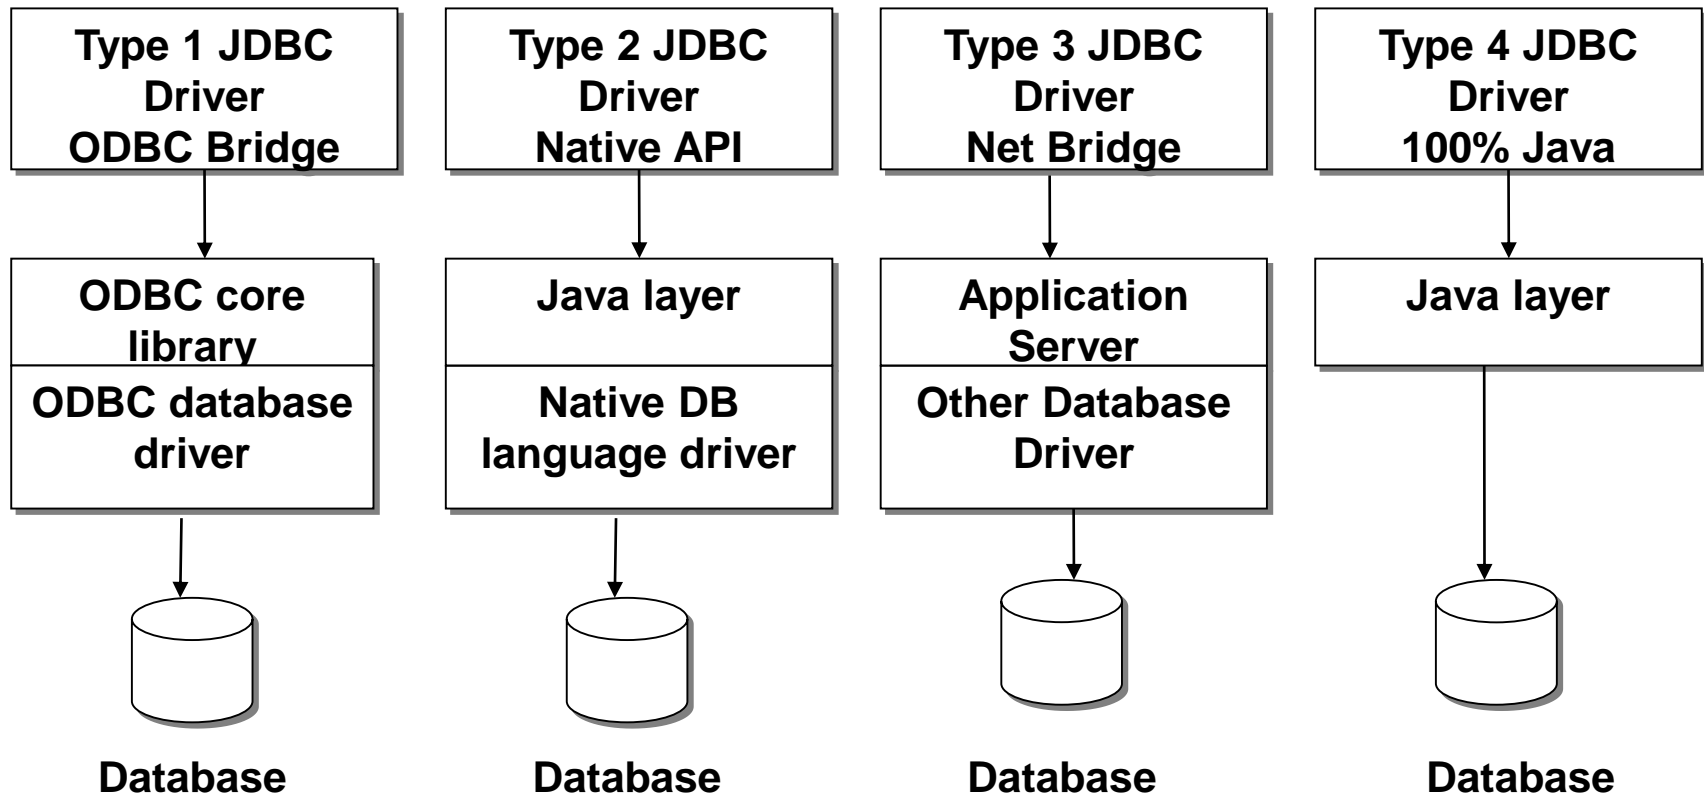 Type 1 JDBC
Driver
ODBC Bridge
Type 2 JDBC
Driver
Native API
Type 3 JDBC
Driver
Net Bridge
Type 4 JDBC
Driver
100% Java
ODBC core
library
ODBC database
driver
Java layer
Native DB
language driver
Application
Server
Other Database
Driver
Java layer
Database
Database
Database
Database